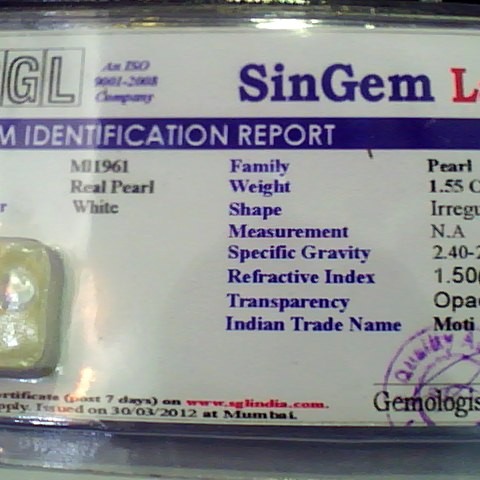 GL An ISO 9001-2008 Company SinGem L
M IDENTIFICATION REPORT
MI1961 Family Pearl
Real Pearl Weight 1.55 C
r White Shape Irregu
Measurement N.A
Specific Gravity 2.40-2
Refractive Index 1.50
Transparency Opa
Indian Trade Name Moti
QUALITY A
ertificate (post 7 days) on www.sglindia.com.
pply. Issued on 30/03/2012 at Mumbai. Gemologis